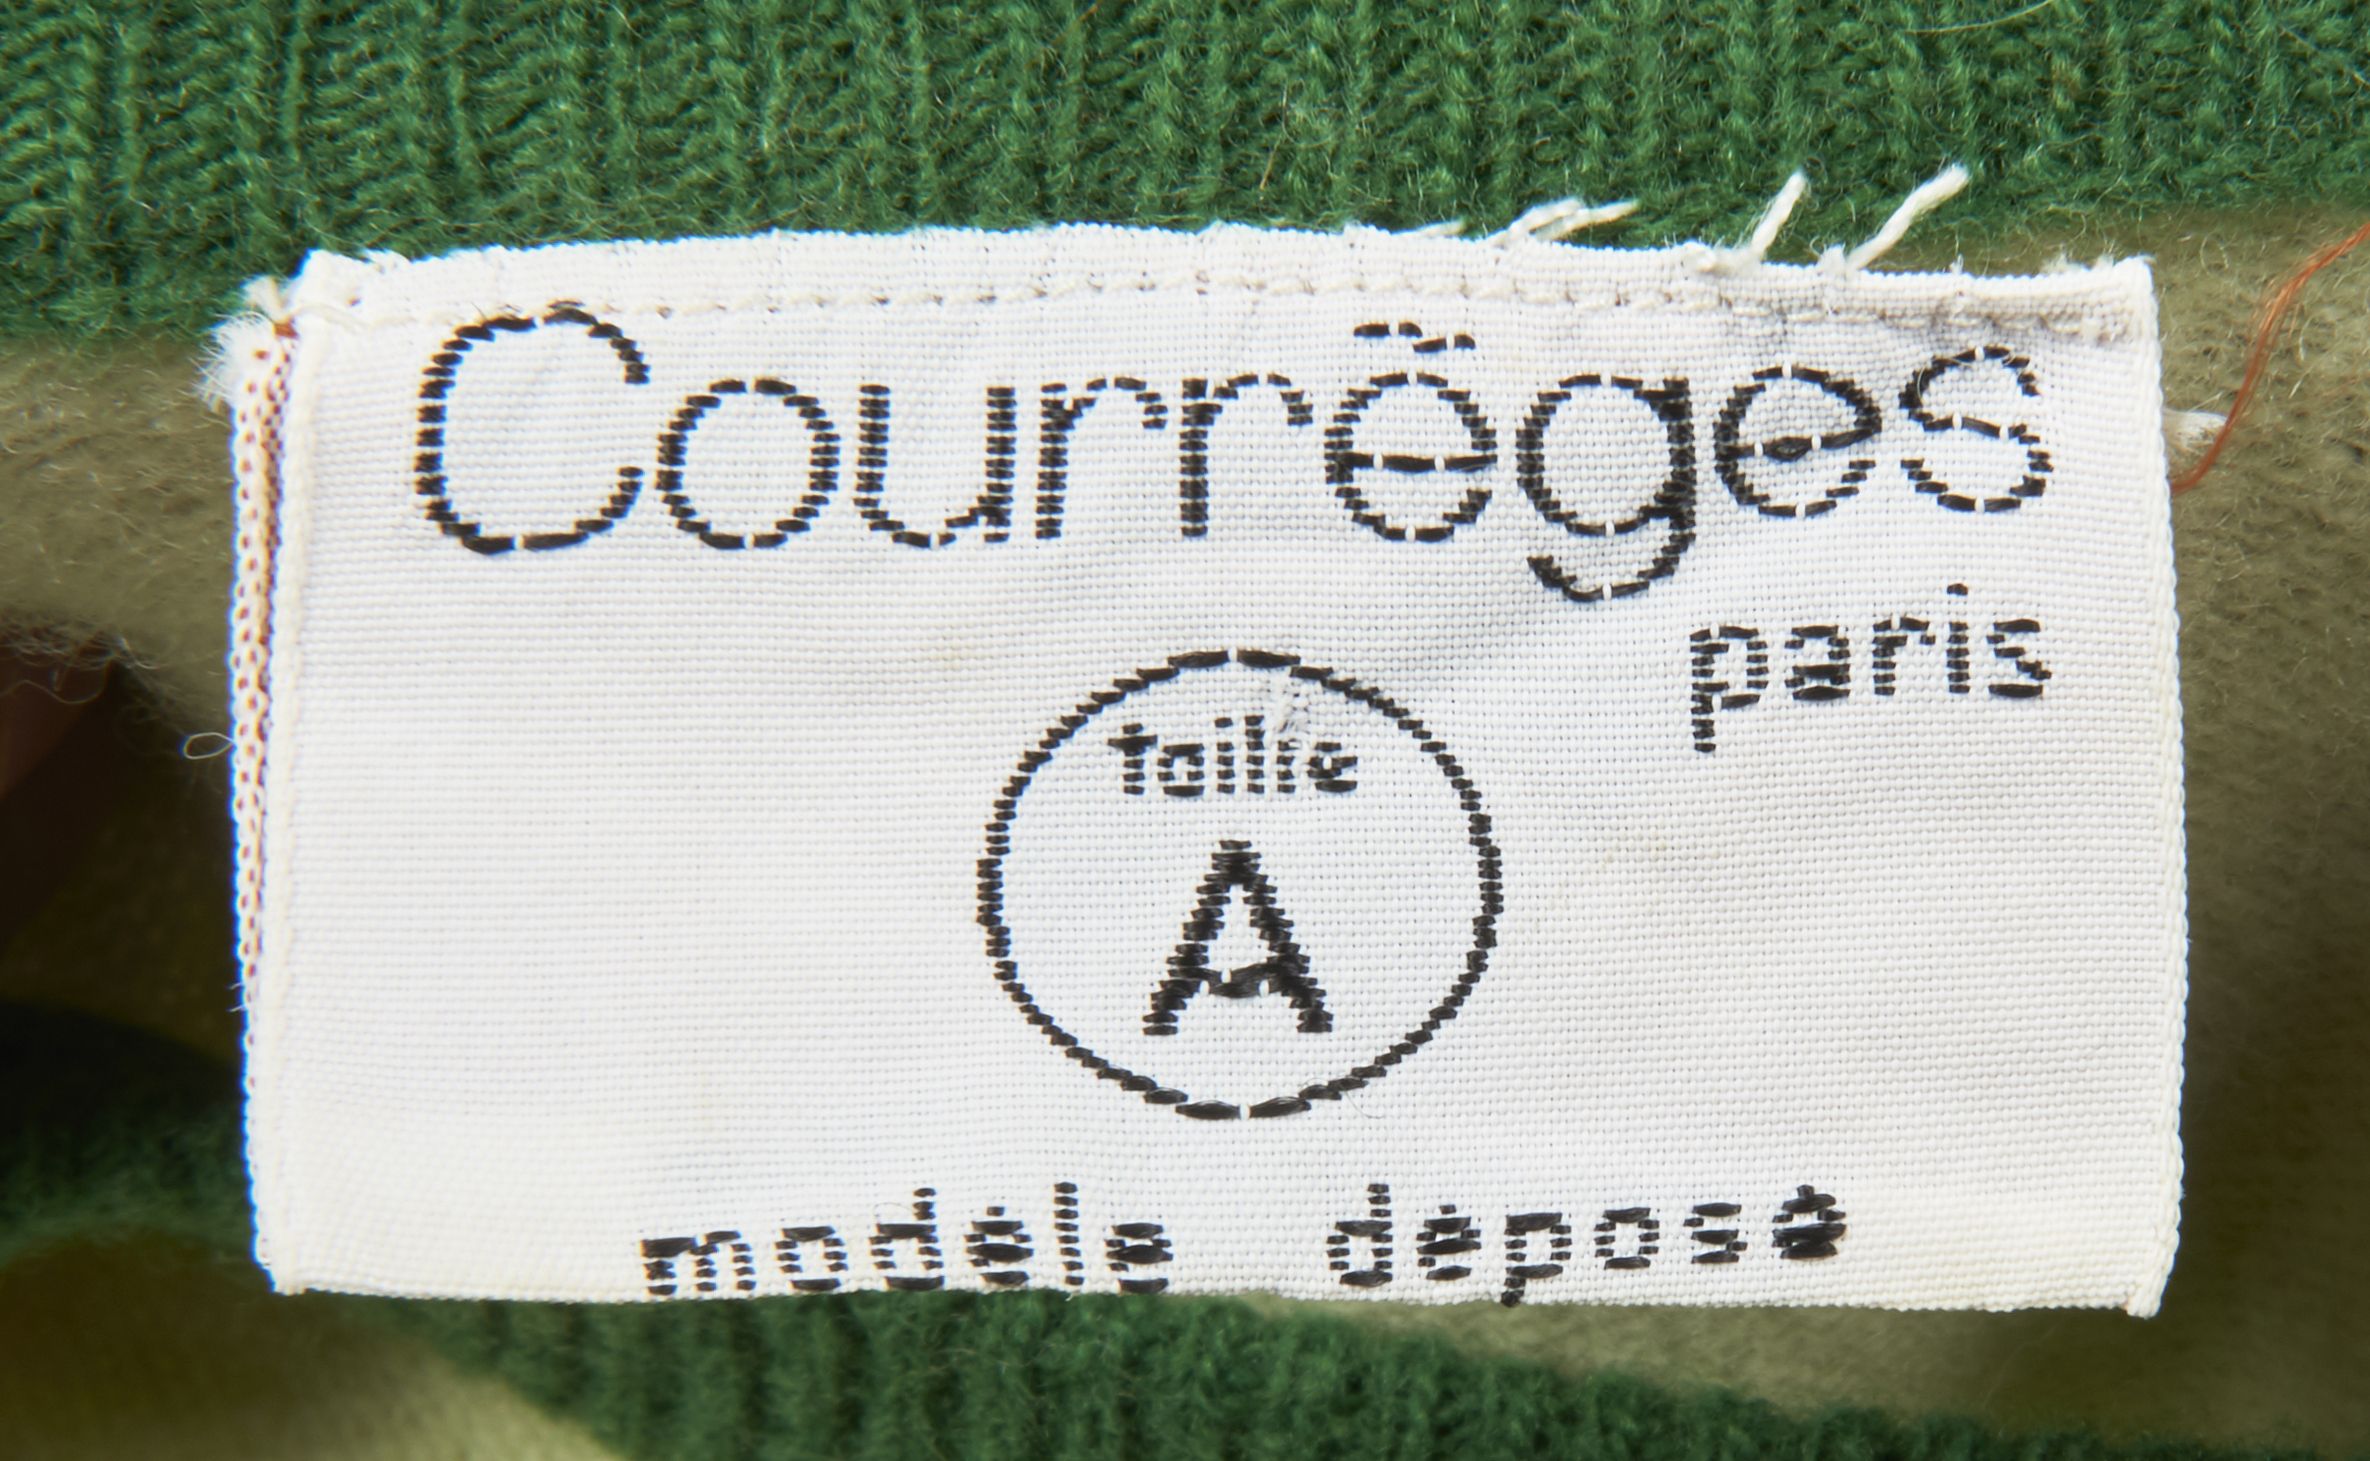 Courrèges
paris
taille
A
modèle déposé